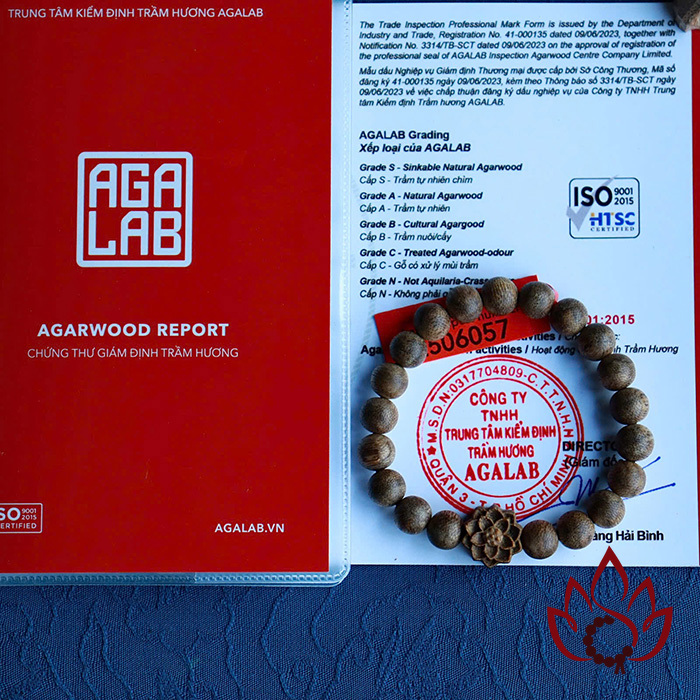 TRUNG TÂM KIỂM ĐỊNH TRẦM HƯƠNG AGALAB
AGA
LAB
AGARWOOD REPORT
CHỨNG THƯ GIÁM ĐỊNH TRẦM HƯƠNG
ISO 9001
2015
CERTIFIED
AGALAB.VN
The Trade Inspection Professional Mark Form is issued by the Department of
Industry and Trade, Registration No. 41-000135 dated 09/06/2023, together with
Notification No. 3314/TB-SCT dated 09/06/2023 on the approval of registration of
the professional seal of AGALAB Inspection Agarwood Centre Company Limited.
Mẫu dấu Nghiệp vụ Giám định Thương mại được cấp bởi Sở Công Thương, Mã số
đăng ký 41-000135 ngày 09/06/2023, kèm theo Thông báo số 3314/TB-SCT ngày
09/06/2023 về việc chấp thuận đăng ký dấu nghiệp vụ của Công ty TNHH Trung
tâm Kiểm định Trầm hương AGALAB.
AGALAB Grading
Xếp loại của AGALAB
Grade S - Sinkable Natural Agarwood
Cấp S - Trầm tự nhiên chìm
Grade A - Natural Agarwood
Cấp A - Trầm tự nhiên
Grade B - Cultural Agargood
Cấp B - Trầm nuôi/cấy
Grade C - Treated Agarwood-odour
Cấp C - Gỗ có xử lý mùi trầm
Grade N - Not Aquilaria-Crass
Cấp N - Không phải
ISO 9001
2015
HTSC
CERTIFIED
:2015
506057
activities / Hoạt động Trầm Hương
M.S.D.N:0317704809-C.T.T.N.H.H
CÔNG TY
TNHH
TRUNG TÂM KIỂM ĐỊNH
TRẦM HƯƠNG
AGALAB
QUẬN 3 - T.P HỒ CHÍ MINH
DIRECTO
(Giám đốc
ang Hải Bình